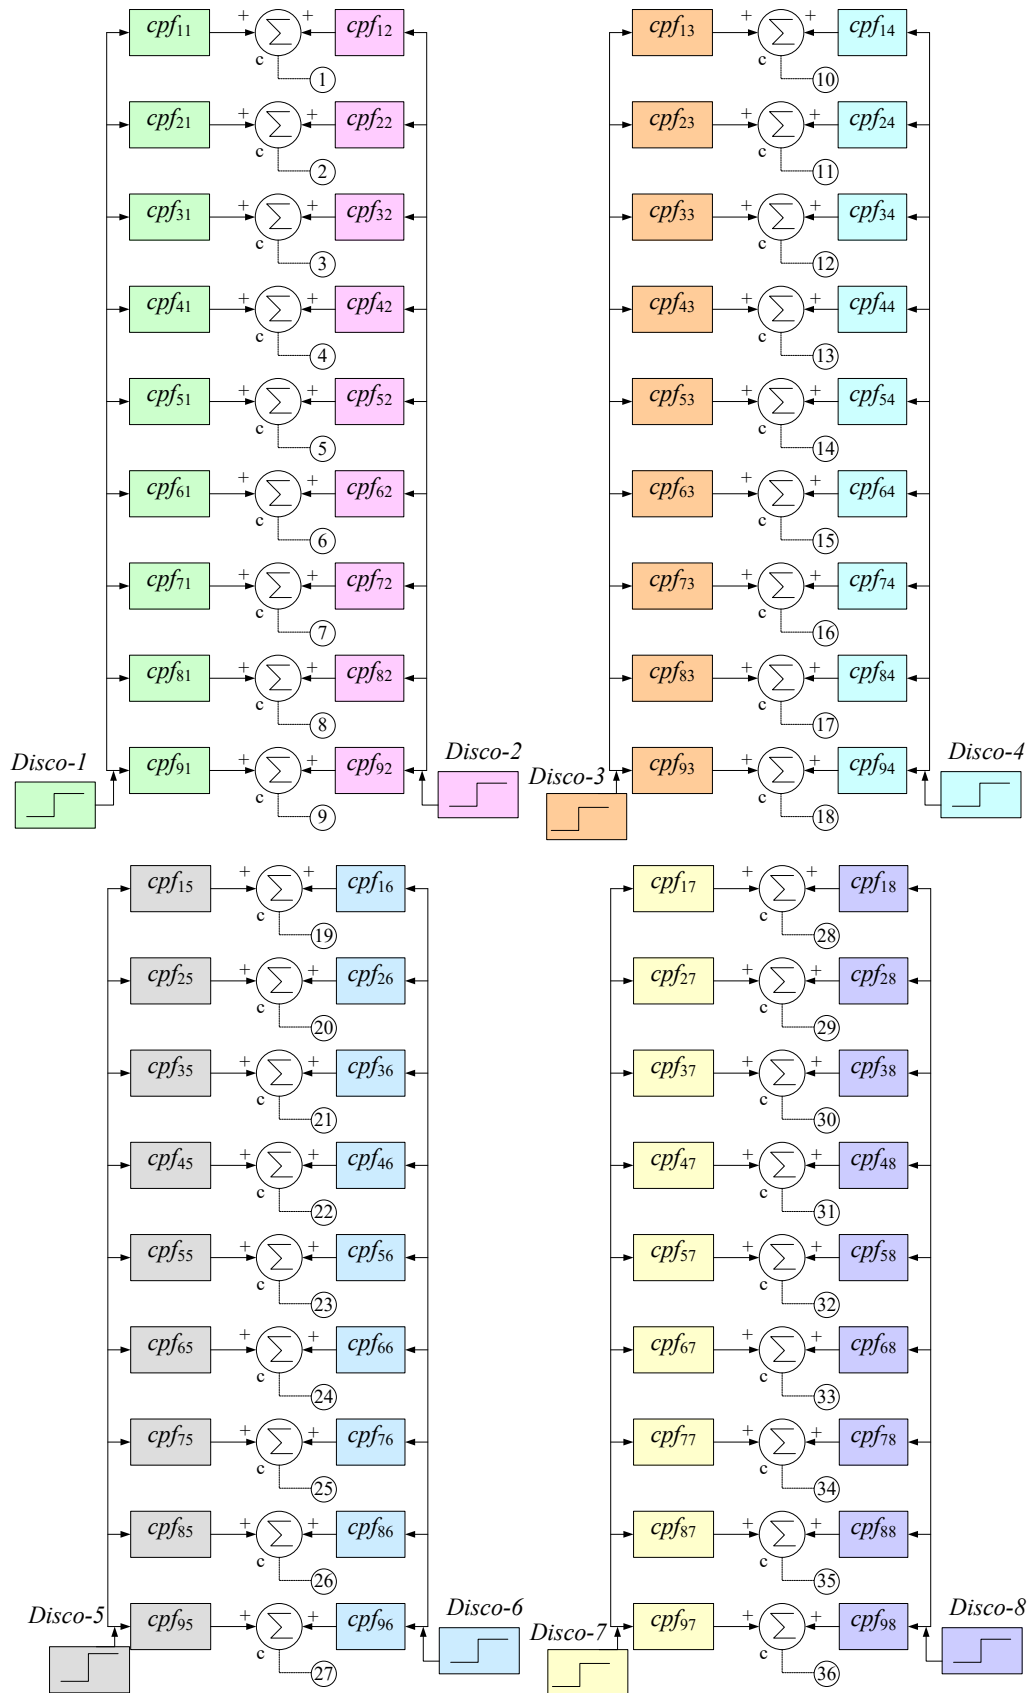 cpf11 + Σ + cpf12
c 1
cpf21 + Σ + cpf22
c 2
cpf31 + Σ + cpf32
c 3
cpf41 + Σ + cpf42
c 4
cpf51 + Σ + cpf52
c 5
cpf61 + Σ + cpf62
c 6
cpf71 + Σ + cpf72
c 7
cpf81 + Σ + cpf82
c 8
Disco-1 cpf91 + Σ + cpf92 Disco-2
c 9
cpf13 + Σ + cpf14
c 10
cpf23 + Σ + cpf24
c 11
cpf33 + Σ + cpf34
c 12
cpf43 + Σ + cpf44
c 13
cpf53 + Σ + cpf54
c 14
cpf63 + Σ + cpf64
c 15
cpf73 + Σ + cpf74
c 16
cpf83 + Σ + cpf84
c 17
Disco-3 cpf93 + Σ + cpf94 Disco-4
c 18
cpf15 + Σ + cpf16
c 19
cpf25 + Σ + cpf26
c 20
cpf35 + Σ + cpf36
c 21
cpf45 + Σ + cpf46
c 22
cpf55 + Σ + cpf56
c 23
cpf65 + Σ + cpf66
c 24
cpf75 + Σ + cpf76
c 25
cpf85 + Σ + cpf86
c 26
Disco-5 cpf95 + Σ + cpf96 Disco-6
c 27
cpf17 + Σ + cpf18
c 28
cpf27 + Σ + cpf28
c 29
cpf37 + Σ + cpf38
c 30
cpf47 + Σ + cpf48
c 31
cpf57 + Σ + cpf58
c 32
cpf67 + Σ + cpf68
c 33
cpf77 + Σ + cpf78
c 34
cpf87 + Σ + cpf88
c 35
Disco-7 cpf97 + Σ + cpf98 Disco-8
c 36